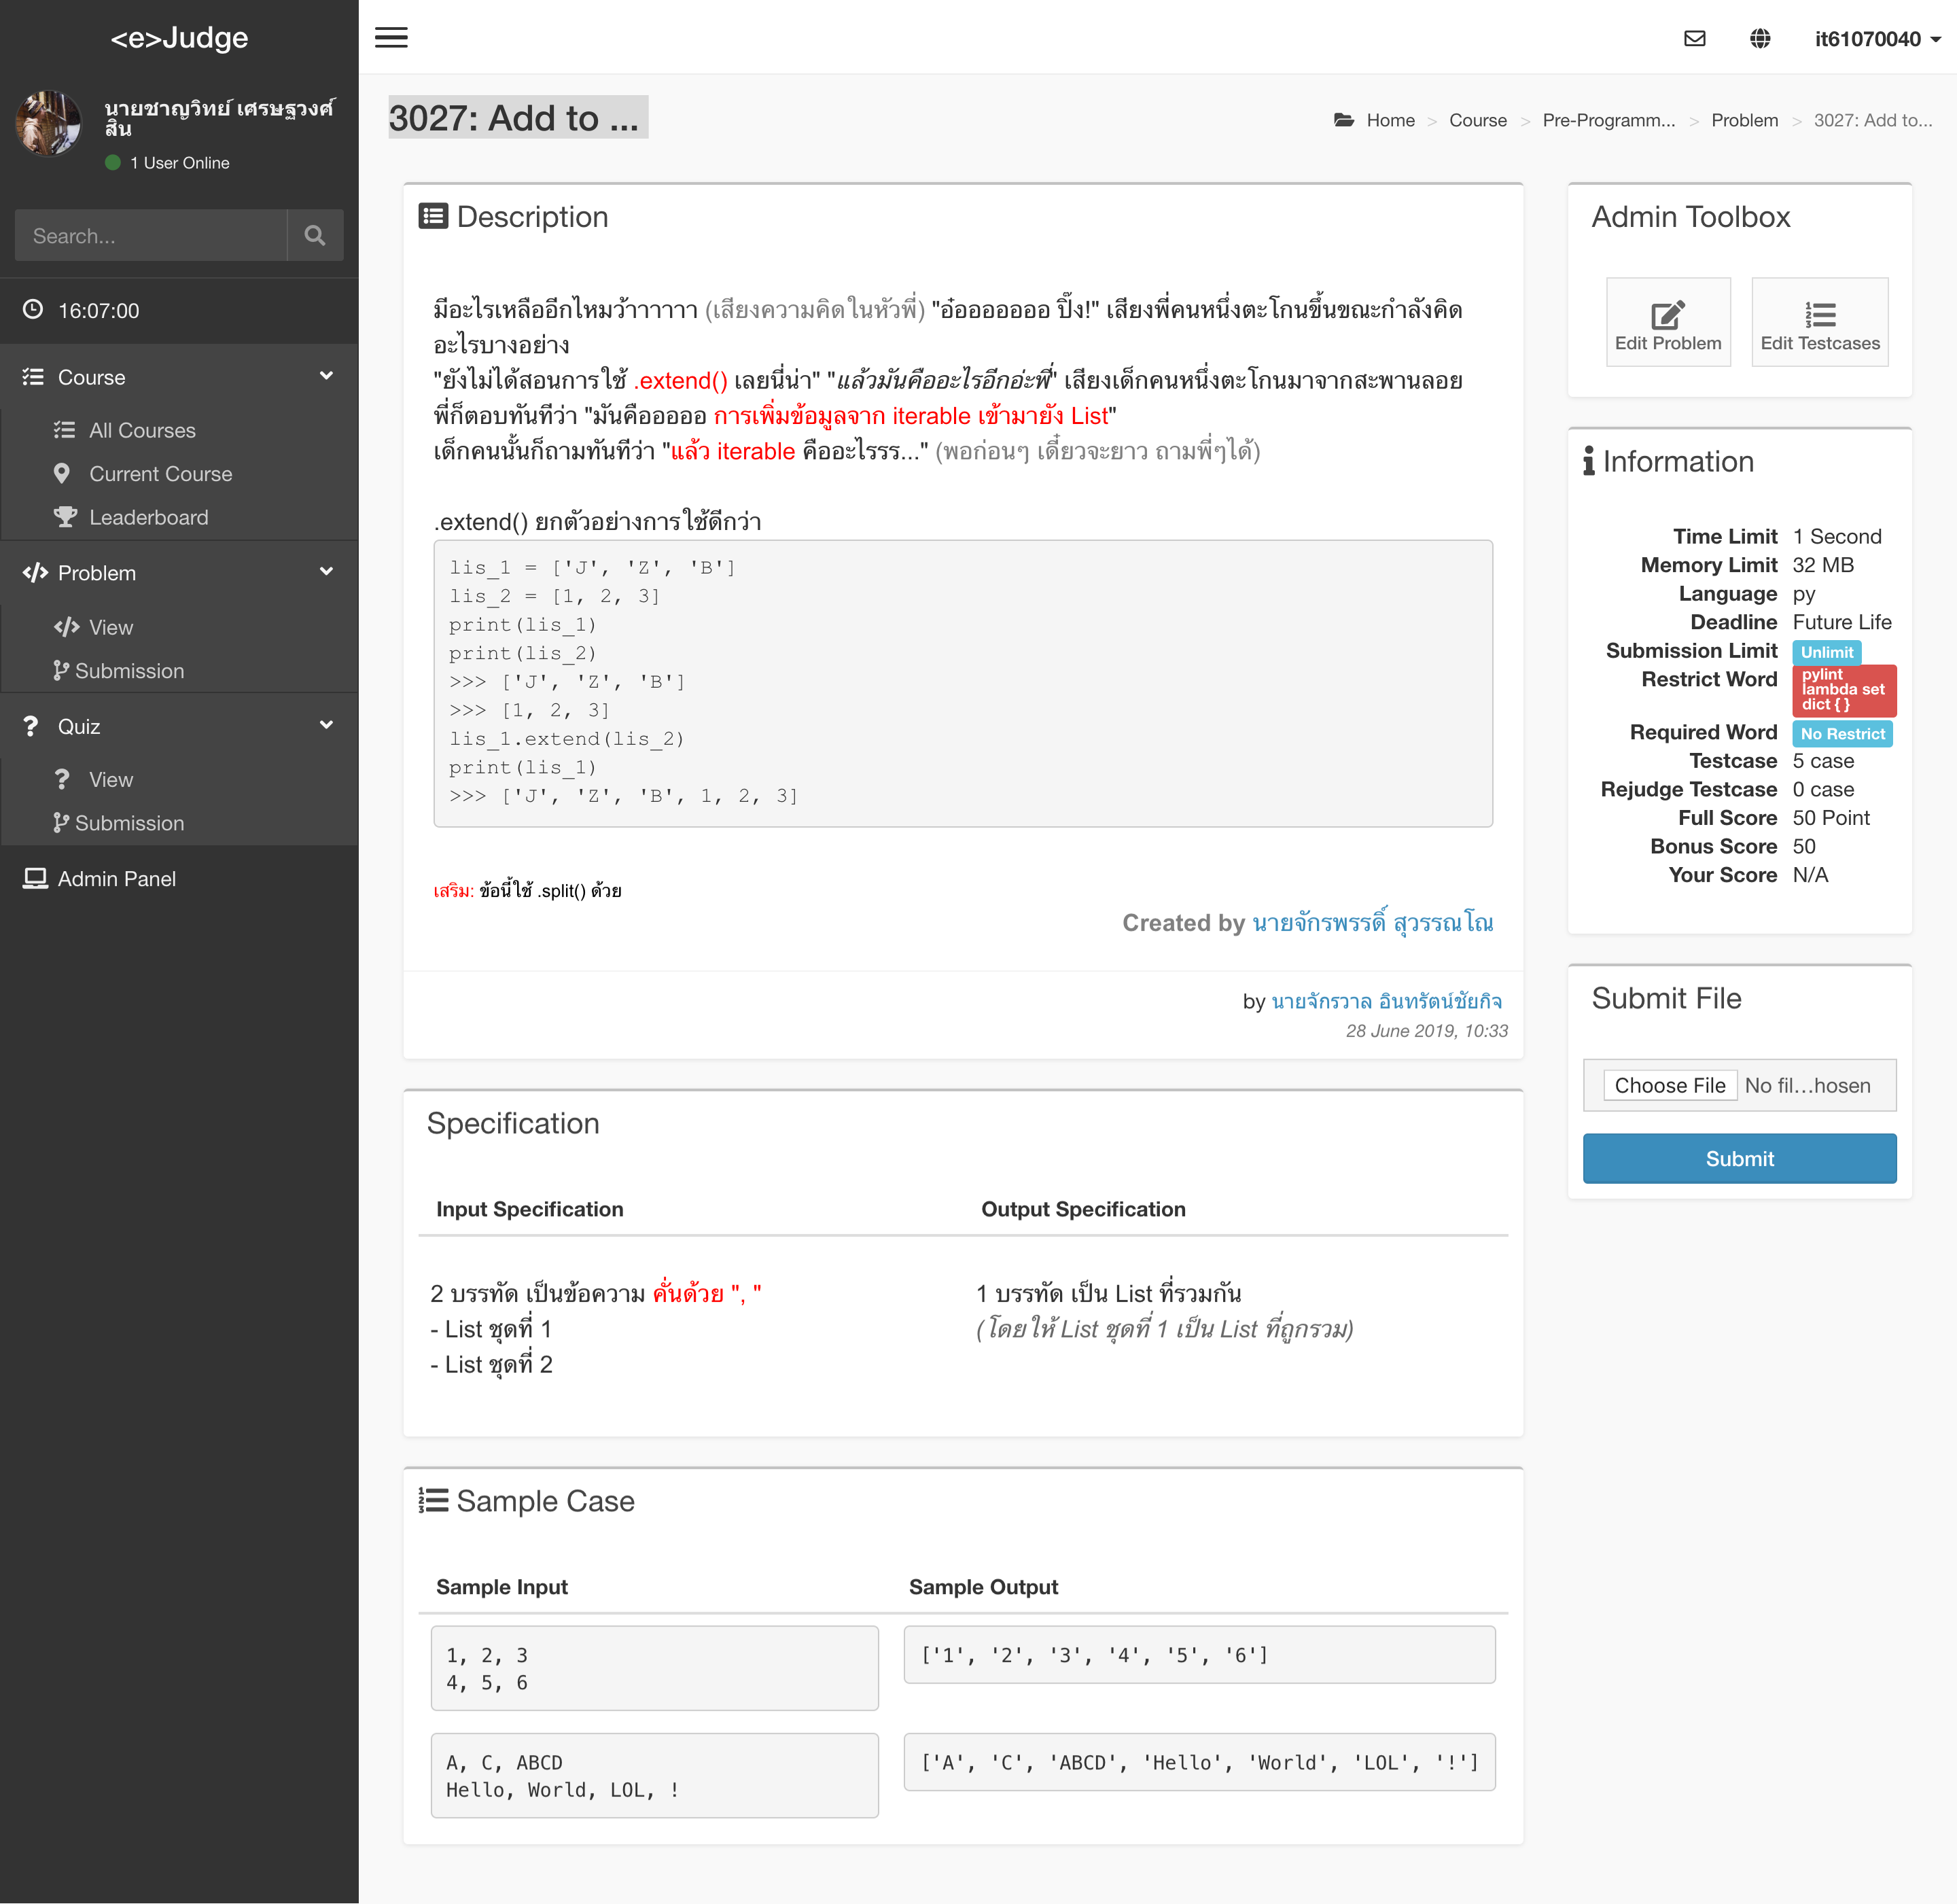 <e>Judge
นายชาญวิทย์ เศรษฐวงศ์
สิน
1 User Online
Search...
16:07:00
Course
All Courses
Current Course
Leaderboard
Problem
View
Submission
Quiz
View
Submission
Admin Panel
it61070040
3027: Add to ...
Home > Course > Pre-Programm... > Problem > 3027: Add to...
Description
มีอะไรเหลืออีกไหมว้าาาาาา (เสียงความคิดในหัวพี่) "อ๋อออออออ ปิ๊ง!" เสียงพี่คนหนึ่งตะโกนขึ้นขณะกำลังคิด
อะไรบางอย่าง
"ยังไม่ได้สอนการใช้ .extend() เลยนี่น่า" "แล้วมันคืออะไรอีกอ่ะพี่" เสียงเด็กคนหนึ่งตะโกนมาจากสะพานลอย
พี่ก็ตอบทันทีว่า "มันคือออออ การเพิ่มข้อมูลจาก iterable เข้ามายัง List"
เด็กคนนั้นก็ถามทันทีว่า "แล้ว iterable คืออะไรรร..." (พอก่อนๆ เดี๋ยวจะยาว ถามพี่ๆได้)
.extend() ยกตัวอย่างการใช้ดีกว่า
lis_1 = ['J', 'Z', 'B']
lis_2 = [1, 2, 3]
print(lis_1)
print(lis_2)
>>> ['J', 'Z', 'B']
>>> [1, 2, 3]
lis_1.extend(lis_2)
print(lis_1)
>>> ['J', 'Z', 'B', 1, 2, 3]
เสริม: ข้อนี้ใช้ .split() ด้วย
Created by นายจักรพรรดิ์ สุวรรณโณ
by นายจักรวาล อินทรัตน์ชัยกิจ
28 June 2019, 10:33
Specification
Input Specification
2 บรรทัด เป็นข้อความ คั่นด้วย ", "
- List ชุดที่ 1
- List ชุดที่ 2
Output Specification
1 บรรทัด เป็น List ที่รวมกัน
(โดยให้ List ชุดที่ 1 เป็น List ที่ถูกรวม)
Sample Case
Sample Input
Sample Output
1, 2, 3
4, 5, 6
['1', '2', '3', '4', '5', '6']
A, C, ABCD
Hello, World, LOL, !
['A', 'C', 'ABCD', 'Hello', 'World', 'LOL', '!']
Admin Toolbox
Edit Problem
Edit Testcases
Information
Time Limit 1 Second
Memory Limit 32 MB
Language py
Deadline Future Life
Submission Limit Unlimit
Restrict Word pylint
lambda set
dict { }
Required Word No Restrict
Testcase 5 case
Rejudge Testcase 0 case
Full Score 50 Point
Bonus Score 50
Your Score N/A
Submit File
Choose File No fil...hosen
Submit